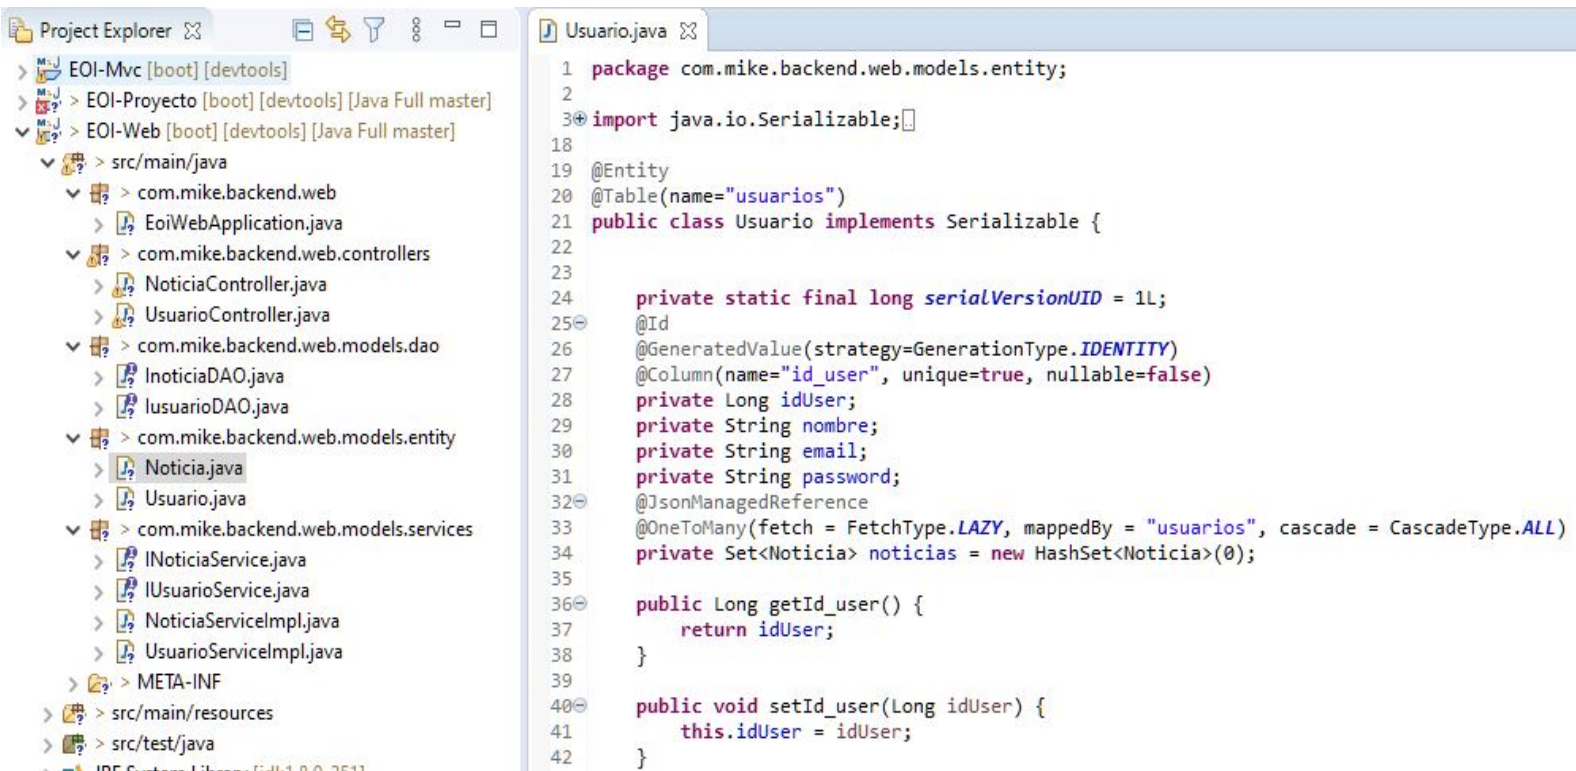 Project Explorer
EOI-Mvc [boot] [devtools]
> EOI-Proyecto [boot] [devtools] [Java Full master]
> EOI-Web [boot] [devtools] [Java Full master]
> src/main/java
> com.mike.backend.web
EoiWebApplication.java
> com.mike.backend.web.controllers
NoticiaController.java
UsuarioController.java
> com.mike.backend.web.models.dao
InoticiaDAO.java
IusuarioDAO.java
> com.mike.backend.web.models.entity
Noticia.java
Usuario.java
> com.mike.backend.web.models.services
INoticiaService.java
IUsuarioService.java
NoticiaServiceImpl.java
UsuarioServiceImpl.java
> META-INF
> src/main/resources
> src/test/java
JRE System Library [jdk1.8.0_251]
Usuario.java
1 package com.mike.backend.web.models.entity;
2
3 import java.io.Serializable;
18
19 @Entity
20 @Table(name="usuarios")
21 public class Usuario implements Serializable {
22
23
24 private static final long serialVersionUID = 1L;
25 @Id
26 @GeneratedValue(strategy=GenerationType.IDENTITY)
27 @Column(name="id_user", unique=true, nullable=false)
28 private Long idUser;
29 private String nombre;
30 private String email;
31 private String password;
32 @JsonManagedReference
33 @OneToMany(fetch = FetchType.LAZY, mappedBy = "usuarios", cascade = CascadeType.ALL)
34 private Set<Noticia> noticias = new HashSet<Noticia>(0);
35
36 public Long getId_user() {
37 return idUser;
38 }
39
40 public void setId_user(Long idUser) {
41 this.idUser = idUser;
42 }